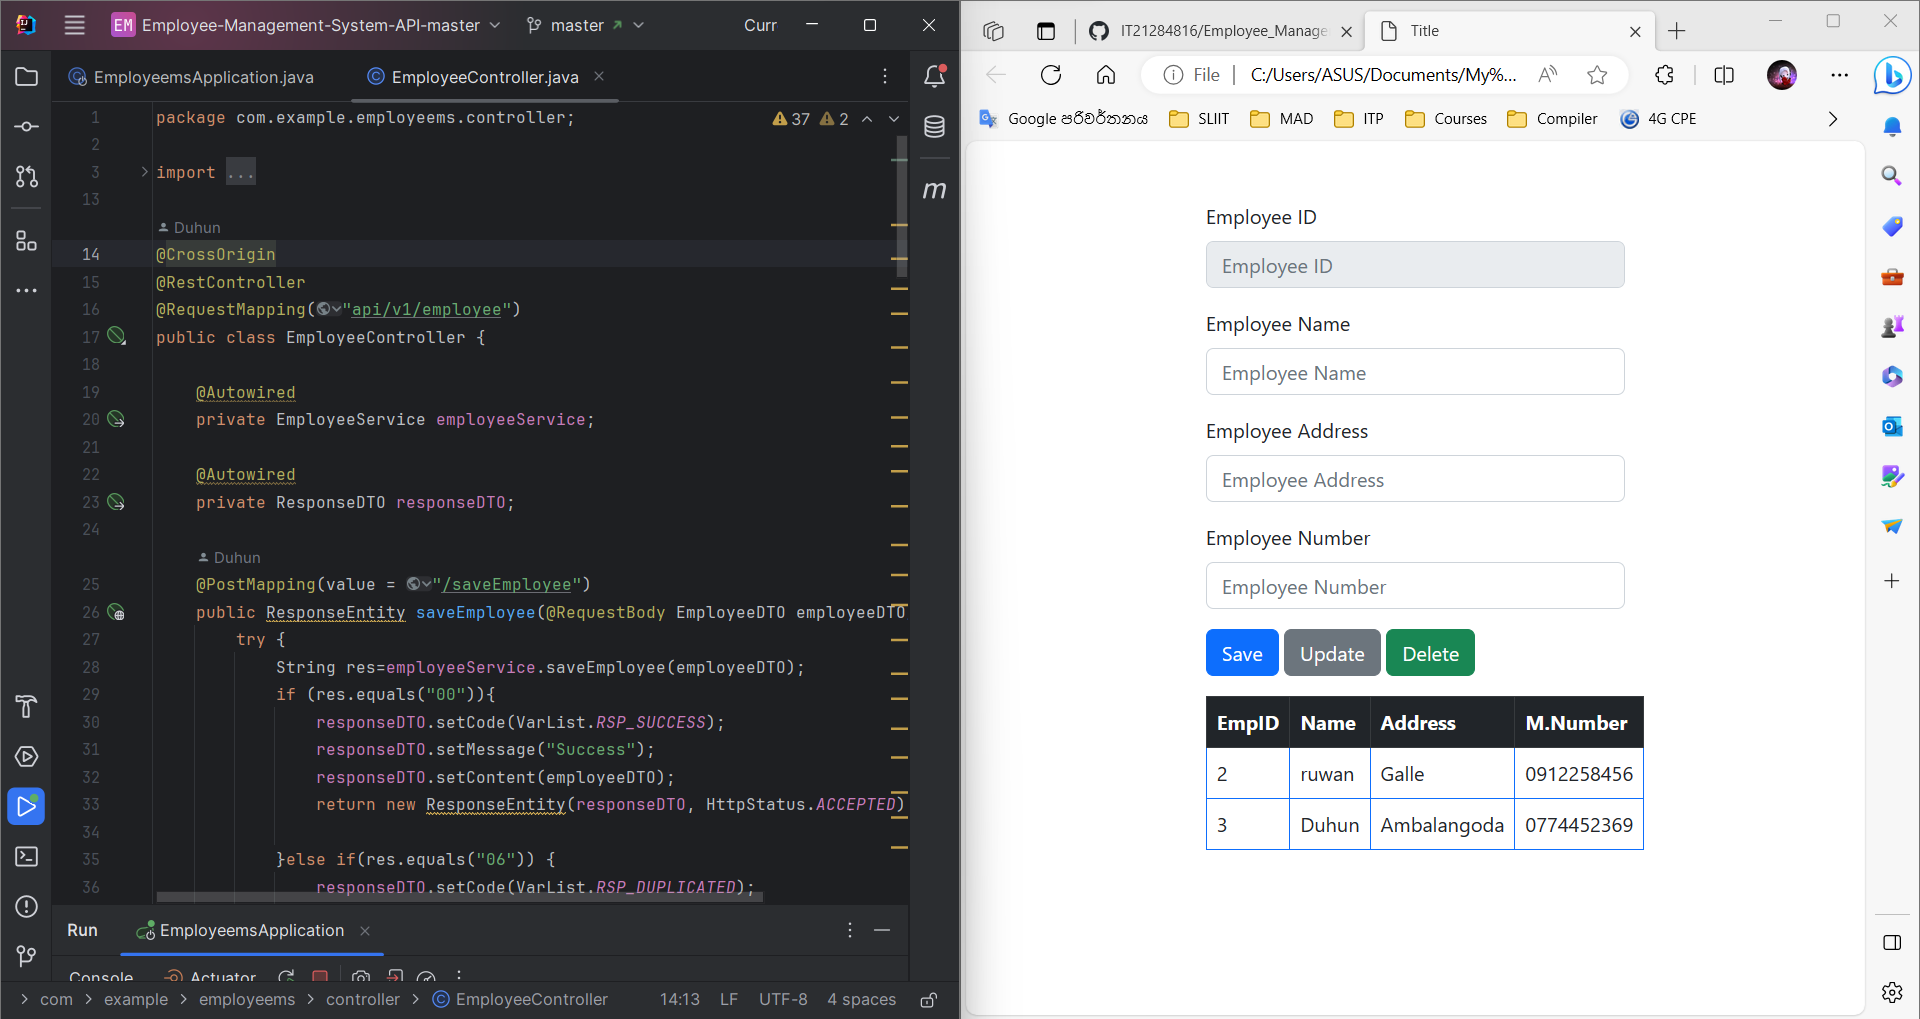 EM Employee-Management-System-API-master master Curr
EmployeemsApplication.java EmployeeController.java
1 package com.example.employeems.controller; 37 2
2
3 import ...
13
Duhun
14 @CrossOrigin
15 @RestController
16 @RequestMapping("api/v1/employee")
17 public class EmployeeController {
18
19 @Autowired
20 private EmployeeService employeeService;
21
22 @Autowired
23 private ResponseDTO responseDTO;
24
Duhun
25 @PostMapping(value = "/saveEmployee")
26 public ResponseEntity saveEmployee(@RequestBody EmployeeDTO employeeDTO
27 try {
28 String res=employeeService.saveEmployee(employeeDTO);
29 if (res.equals("00")){
30 responseDTO.setCode(VarList.RSP_SUCCESS);
31 responseDTO.setMessage("Success");
32 responseDTO.setContent(employeeDTO);
33 return new ResponseEntity(responseDTO, HttpStatus.ACCEPTED)
34
35 }else if(res.equals("06")) {
36 responseDTO.setCode(VarList.RSP_DUPLICATED);
m
Run EmployeemsApplication
Console Actuator
com example employeems controller EmployeeController 14:13 LF UTF-8 4 spaces
IT21284816/Employee_Manage Title
File C:/Users/ASUS/Documents/My%...
Google පරිවර්තනය SLIIT MAD ITP Courses Compiler 4G CPE
Employee ID
Employee ID
Employee Name
Employee Name
Employee Address
Employee Address
Employee Number
Employee Number
Save Update Delete
EmpID Name Address M.Number
2 ruwan Galle 0912258456
3 Duhun Ambalangoda 0774452369